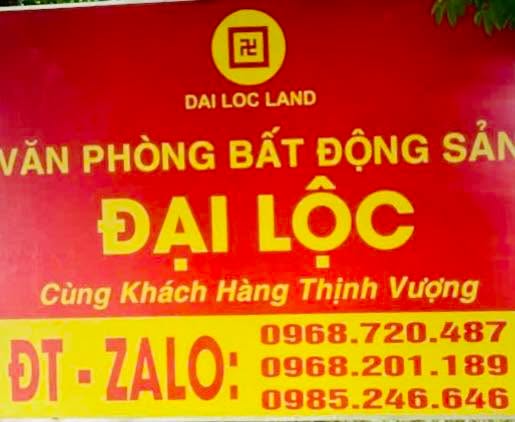 卍
DAI LOC LAND
VĂN PHÒNG BẤT ĐỘNG SẢN
ĐẠI LỘC
Cùng Khách Hàng Thịnh Vượng
ĐT - ZALO:
0968.720.487
0968.201.189
0985.246.646